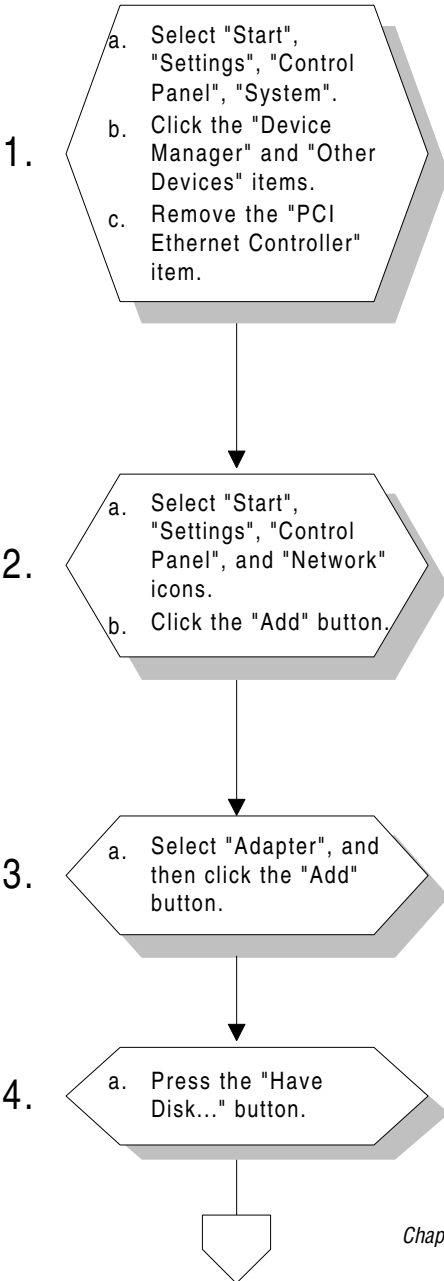 1.
a. Select "Start",
"Settings", "Control
Panel", "System".
b. Click the "Device
Manager" and "Other
Devices" items.
c. Remove the "PCI
Ethernet Controller"
item.
2.
a. Select "Start",
"Settings", "Control
Panel", and "Network"
icons.
b. Click the "Add" button.
3.
a. Select "Adapter", and
then click the "Add"
button.
4.
a. Press the "Have
Disk..." button.
Chap